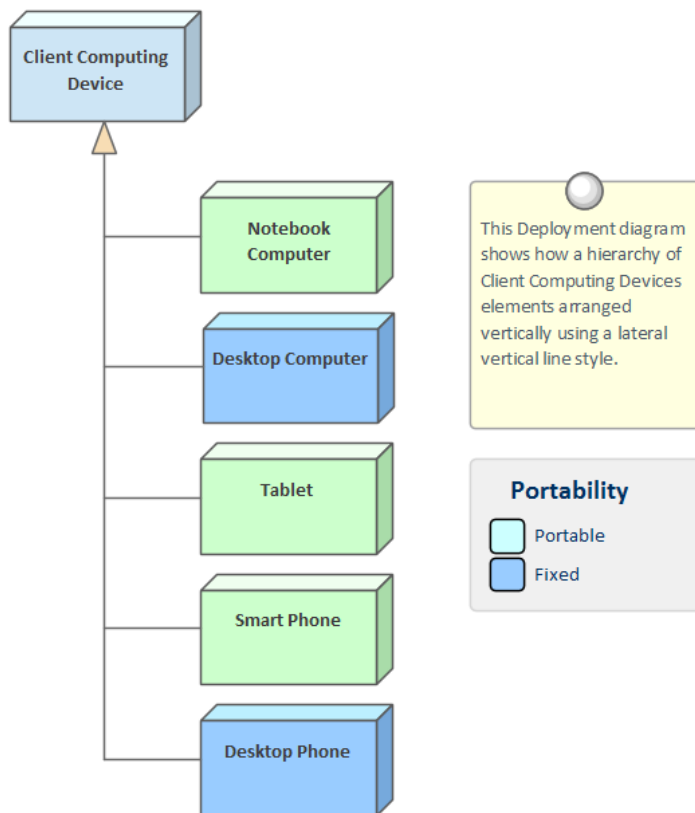 Client Computing
Device
Notebook
Computer
Desktop Computer
Tablet
Smart Phone
Desktop Phone
This Deployment diagram
shows how a hierarchy of
Client Computing Devices
elements arranged
vertically using a lateral
vertical line style.
Portability
Portable
Fixed